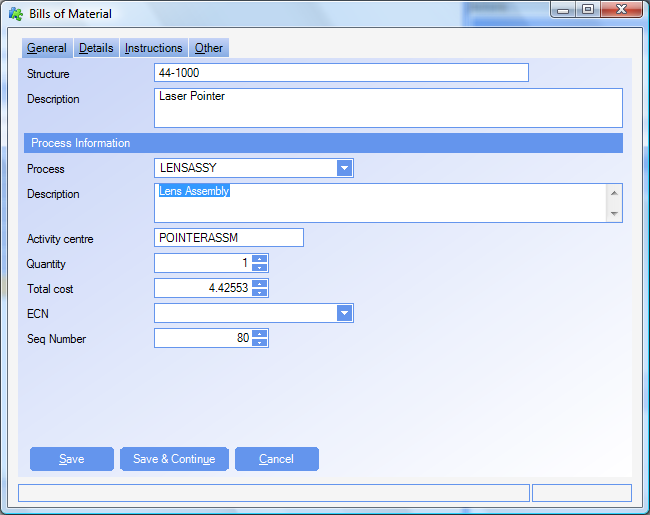 Bills of Material
General Details Instructions Other
Structure 44-1000
Description Laser Pointer
Process Information
Process LENSASSY
Description Lens Assembly
Activity centre POINTERASSM
Quantity 1
Total cost 4.42553
ECN
Seq Number 80
Save Save & Continue Cancel